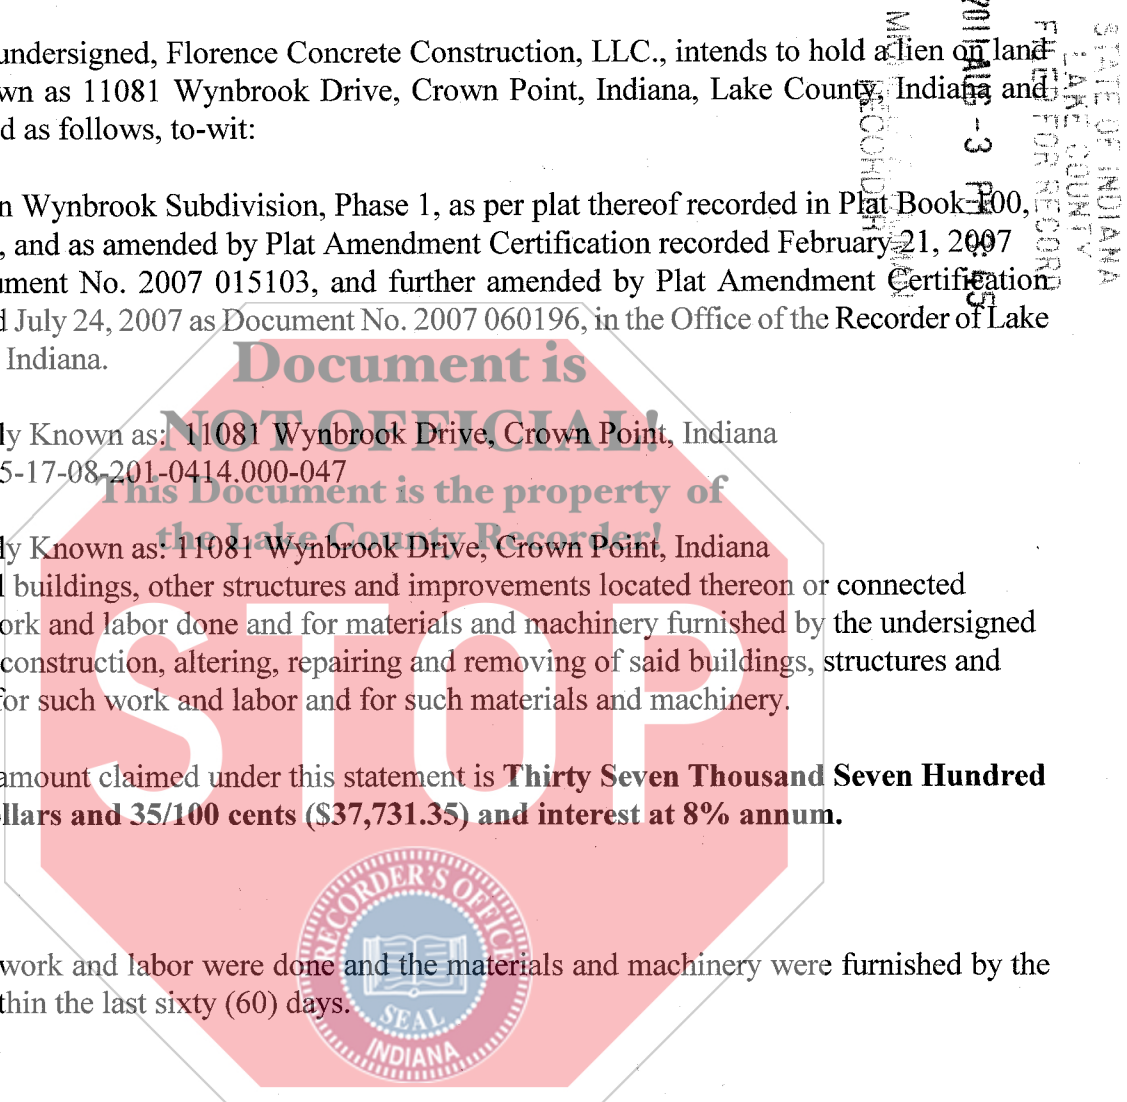 undersigned, Florence Concrete Construction, LLC., intends to hold a lien on land
wn as 11081 Wynbrook Drive, Crown Point, Indiana, Lake County, Indiana and
d as follows, to-wit:
n Wynbrook Subdivision, Phase 1, as per plat thereof recorded in Plat Book 100,
, and as amended by Plat Amendment Certification recorded February 21, 2007
ument No. 2007 015103, and further amended by Plat Amendment Certification
d July 24, 2007 as Document No. 2007 060196, in the Office of the Recorder of Lake
Indiana.
ly Known as: 11081 Wynbrook Drive, Crown Point, Indiana
5-17-08-201-0414.000-047
ly Known as: 11081 Wynbrook Drive, Crown Point, Indiana
l buildings, other structures and improvements located thereon or connected
ork and labor done and for materials and machinery furnished by the undersigned
construction, altering, repairing and removing of said buildings, structures and
for such work and labor and for such materials and machinery.
amount claimed under this statement is Thirty Seven Thousand Seven Hundred
llars and 35/100 cents ($37,731.35) and interest at 8% annum.
work and labor were done and the materials and machinery were furnished by the
thin the last sixty (60) days.
STATE OF INDIANA
LAKE COUNTY
FILED FOR RECORD
AUG -3
Document is
NOT OFFICIAL!
This Document is the property of
the Lake County Recorder!
STOP
RECORDER'S OFFICE
SEAL
INDIANA